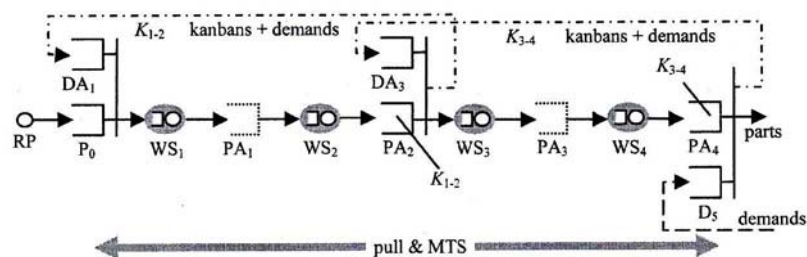 K1-2 kanbans + demands
K3-4 kanbans + demands
DA1
DA3
K3-4
RP
P0
WS1
PA1
WS2
PA2
WS3
PA3
WS4
PA4
parts
K1-2
D5
demands
pull & MTS